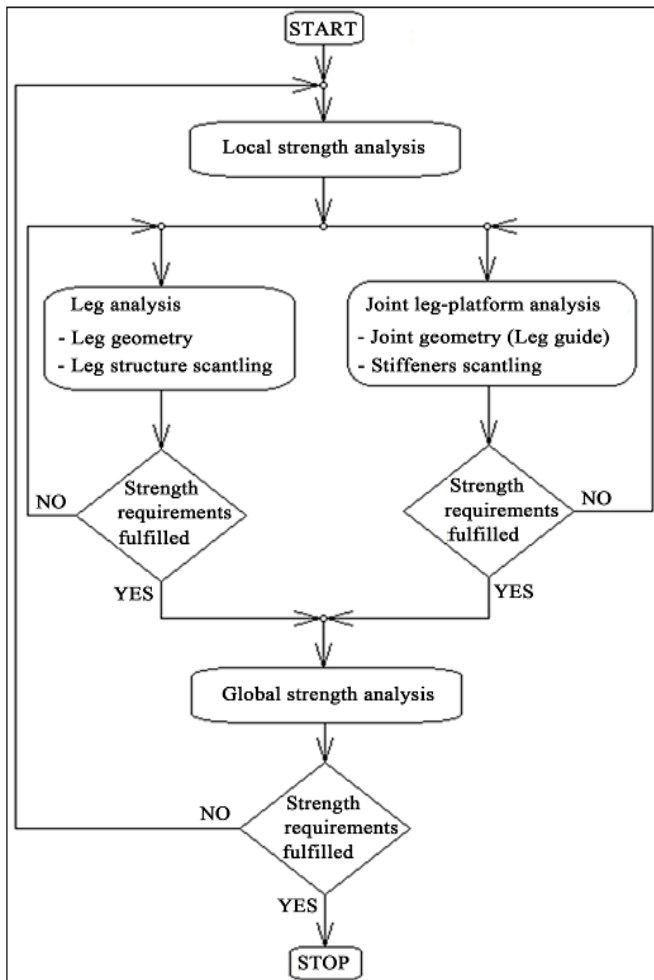 START
Local strength analysis
Leg analysis
- Leg geometry
- Leg structure scantling
Joint leg-platform analysis
- Joint geometry (Leg guide)
- Stiffeners scantling
NO
Strength
requirements
fulfilled
YES
Strength
requirements
fulfilled
NO
YES
Global strength analysis
NO
Strength
requirements
fulfilled
YES
STOP